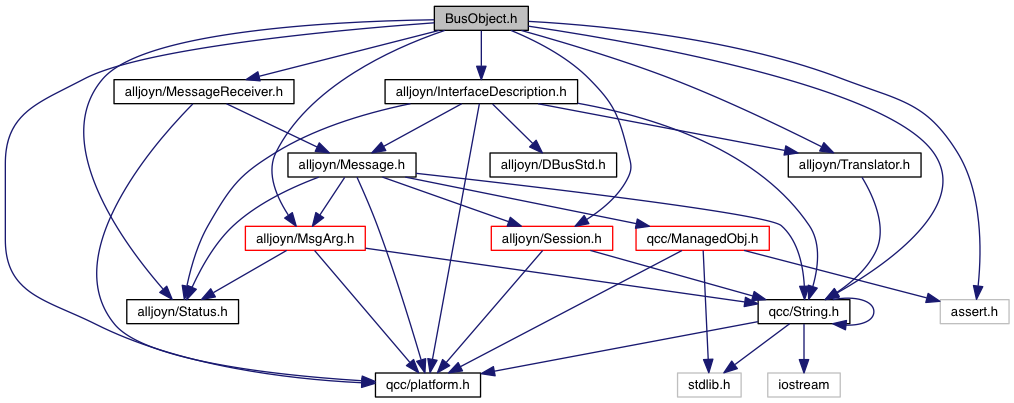 BusObject.h
alljoyn/MessageReceiver.h
alljoyn/InterfaceDescription.h
alljoyn/Message.h
alljoyn/DBusStd.h
alljoyn/Translator.h
alljoyn/MsgArg.h
alljoyn/Session.h
qcc/ManagedObj.h
alljoyn/Status.h
qcc/String.h
assert.h
qcc/platform.h
stdlib.h
iostream